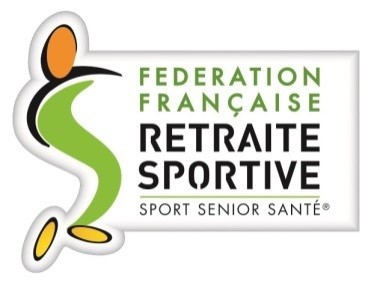 FEDERATION
FRANÇAISE
RETRAITE
SPORTIVE
SPORT SENIOR SANTÉ®